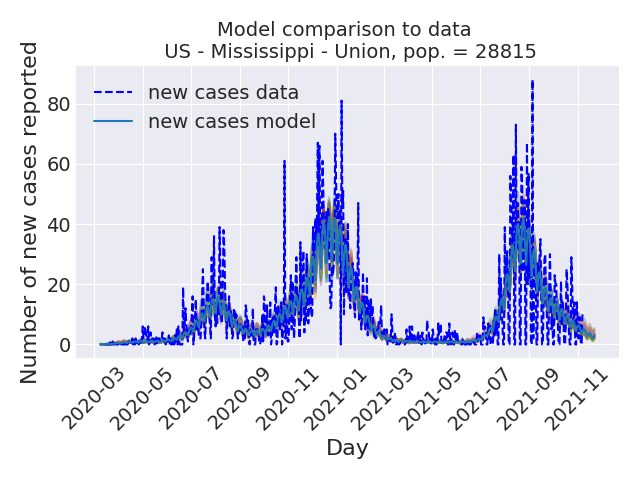 Model comparison to data
US - Mississippi - Union, pop. = 28815
Number of new cases reported
80
60
40
20
0
new cases data
new cases model
2020-03
2020-05
2020-07
2020-09
2020-11
2021-01
2021-03
2021-05
2021-07
2021-09
2021-11
Day